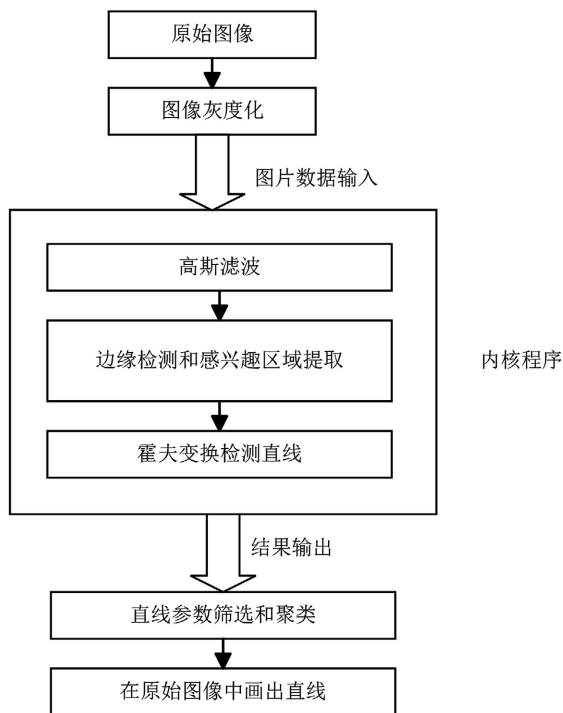 原始图像
图像灰度化
图片数据输入
高斯滤波
边缘检测和感兴趣区域提取
内核程序
霍夫变换检测直线
结果输出
直线参数筛选和聚类
在原始图像中画出直线